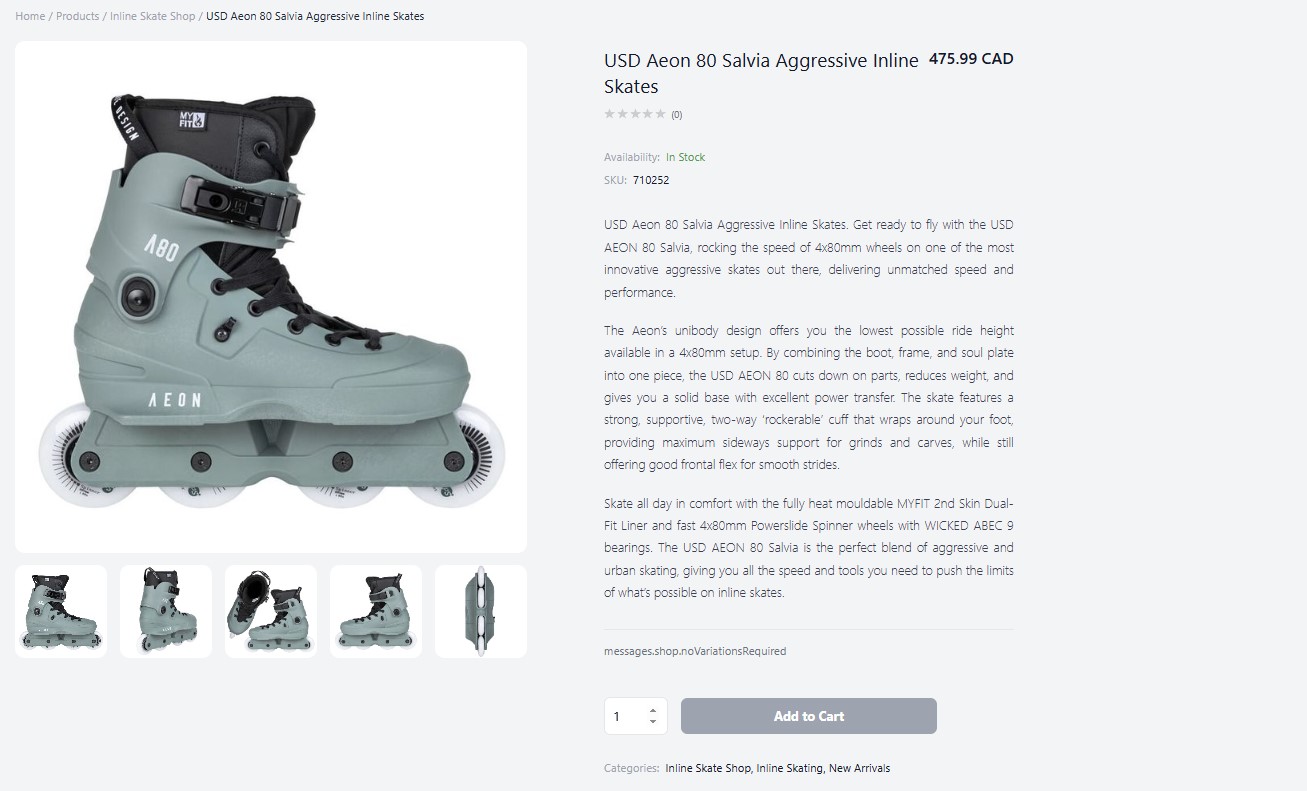 Home / Products / Inline Skate Shop / USD Aeon 80 Salvia Aggressive Inline Skates
MY
FIT
DESIGN
A80
AEON
USD Aeon 80 Salvia Aggressive Inline
Skates
475.99 CAD
(0)
Availability: In Stock
SKU: 710252
USD Aeon 80 Salvia Aggressive Inline Skates. Get ready to fly with the USD
AEON 80 Salvia, rocking the speed of 4x80mm wheels on one of the most
innovative aggressive skates out there, delivering unmatched speed and
performance.
The Aeon’s unibody design offers you the lowest possible ride height
available in a 4x80mm setup. By combining the boot, frame, and soul plate
into one piece, the USD AEON 80 cuts down on parts, reduces weight, and
gives you a solid base with excellent power transfer. The skate features a
strong, supportive, two-way ‘rockerable’ cuff that wraps around your foot,
providing maximum sideways support for grinds and carves, while still
offering good frontal flex for smooth strides.
Skate all day in comfort with the fully heat mouldable MYFIT 2nd Skin Dual-
Fit Liner and fast 4x80mm Powerslide Spinner wheels with WICKED ABEC 9
bearings. The USD AEON 80 Salvia is the perfect blend of aggressive and
urban skating, giving you all the speed and tools you need to push the limits
of what’s possible on inline skates.
messages.shop.noVariationsRequired
1
Add to Cart
Categories: Inline Skate Shop, Inline Skating, New Arrivals